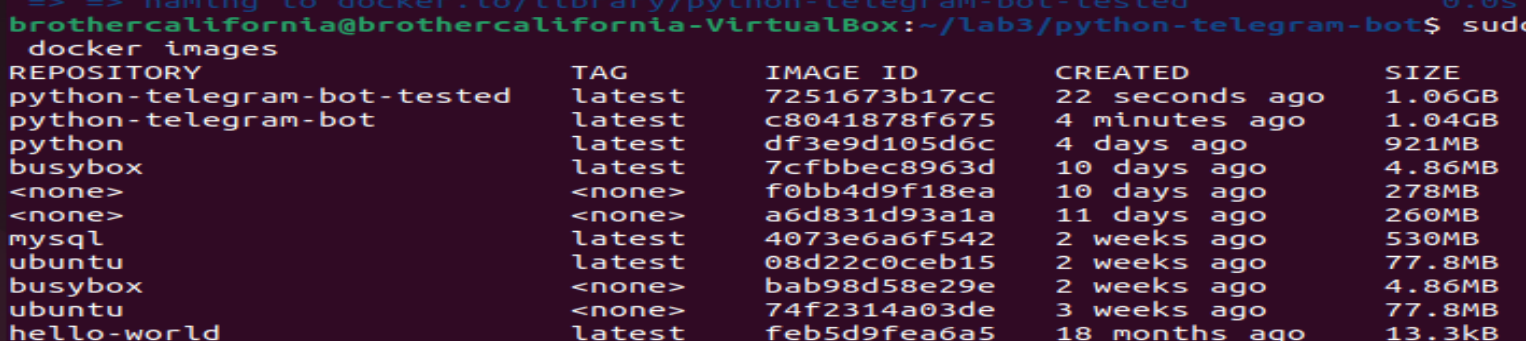 => => naming to docker.io/library/python-telegram-bot-tested 0.0s
brothercalifornia@brothercalifornia-VirtualBox:~/lab3/python-telegram-bot$ sudo
docker images
REPOSITORY TAG IMAGE ID CREATED SIZE
python-telegram-bot-tested latest 7251673b17cc 22 seconds ago 1.06GB
python-telegram-bot latest c8041878f675 4 minutes ago 1.04GB
python latest df3e9d105d6c 4 days ago 921MB
busybox latest 7cfbbec8963d 10 days ago 4.86MB
<none> <none> f0bb4d9f18ea 10 days ago 278MB
<none> <none> a6d831d93a1a 11 days ago 260MB
mysql latest 4073e6a6f542 2 weeks ago 530MB
ubuntu latest 08d22c0ceb15 2 weeks ago 77.8MB
busybox <none> bab98d58e29e 2 weeks ago 4.86MB
ubuntu <none> 74f2314a03de 3 weeks ago 77.8MB
hello-world latest feb5d9fea6a5 18 months ago 13.3kB